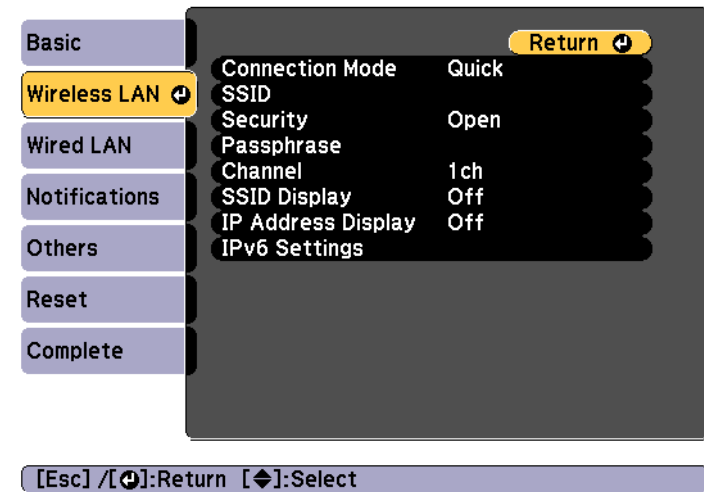 Basic
Wireless LAN
Wired LAN
Notifications
Others
Reset
Complete
Return
Connection Mode Quick
SSID
Security Open
Passphrase
Channel 1ch
SSID Display Off
IP Address Display Off
IPv6 Settings
[Esc] /[⏎]:Return [◆]:Select